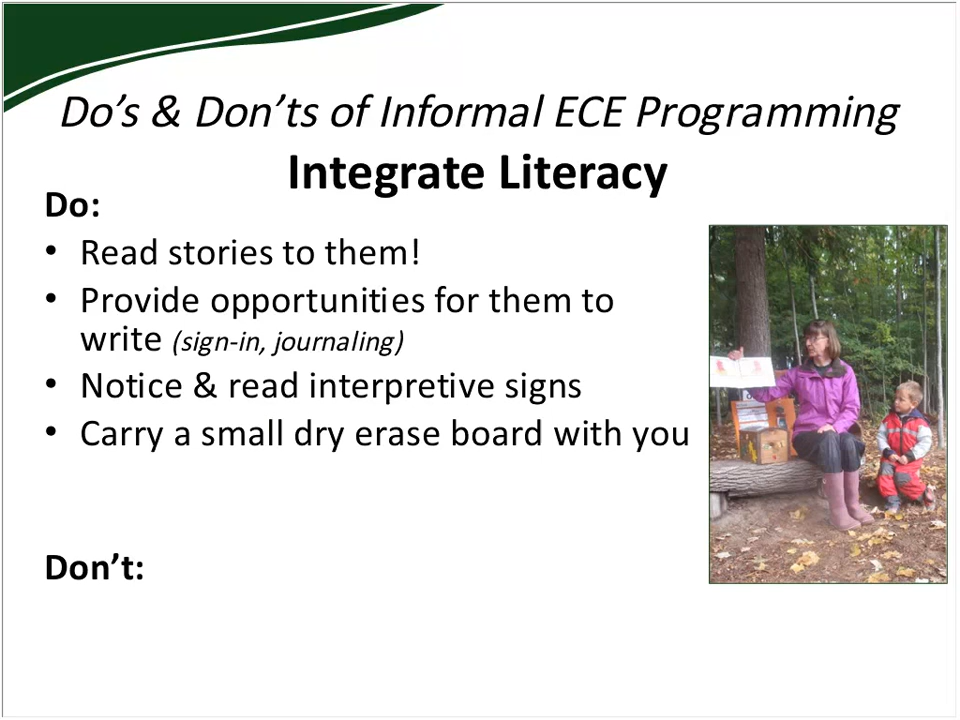 Do’s & Don’ts of Informal ECE Programming
Integrate Literacy
Do:
• Read stories to them!
• Provide opportunities for them to
write (sign-in, journaling)
• Notice & read interpretive signs
• Carry a small dry erase board with you
Don’t: